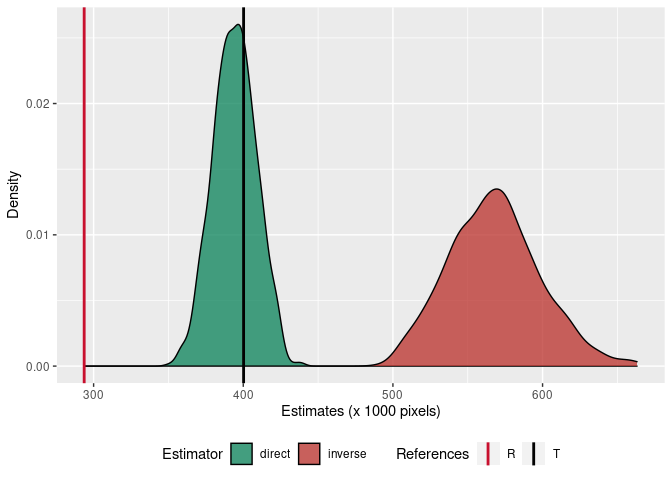 Density
0.02
0.01
0.00
300 400 500 600
Estimates (x 1000 pixels)
Estimator direct inverse References R T